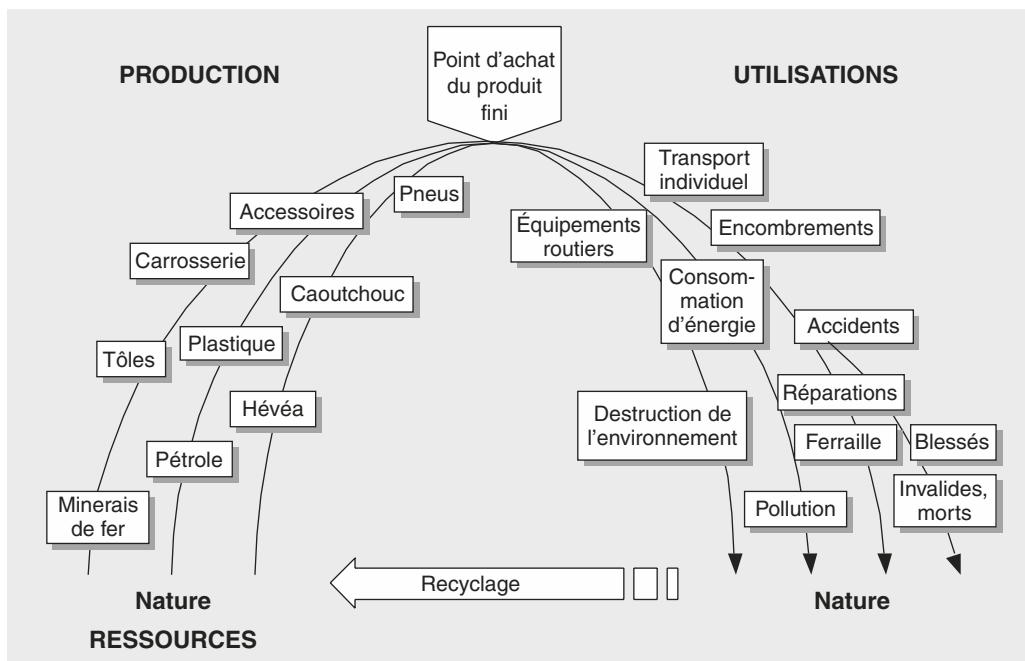 PRODUCTION
Point d'achat
du produit
fini
UTILISATIONS
Accessoires
Pneus
Carrosserie
Caoutchouc
Tôles
Plastique
Hévéa
Pétrole
Minerais
de fer
Nature
RESSOURCES
Transport
individuel
Équipements
routiers
Encombrements
Consom-
mation
d'énergie
Accidents
Destruction de
l'environnement
Réparations
Ferraille
Blessés
Pollution
Invalides,
morts
Recyclage
Nature